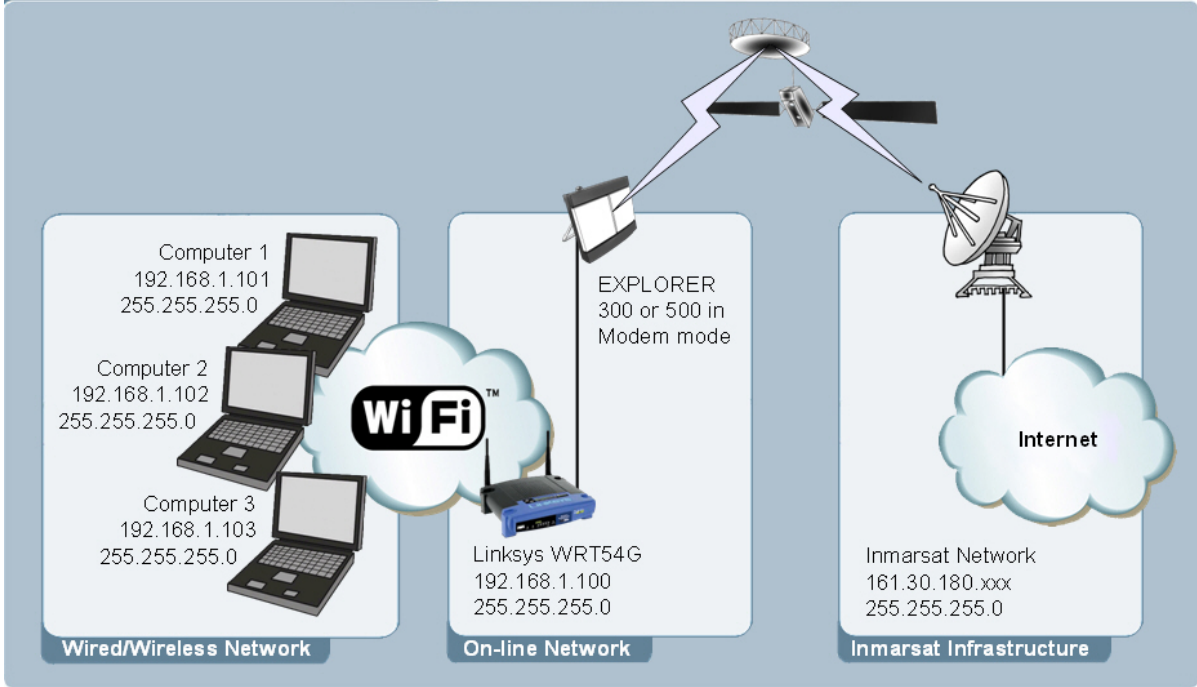 Computer 1
192.168.1.101
255.255.255.0
Computer 2
192.168.1.102
255.255.255.0
Computer 3
192.168.1.103
255.255.255.0
Wired/Wireless Network
Wi Fi ™
EXPLORER
300 or 500 in
Modem mode
Linksys WRT54G
192.168.1.100
255.255.255.0
On-line Network
Internet
Inmarsat Network
161.30.180.xxx
255.255.255.0
Inmarsat Infrastructure